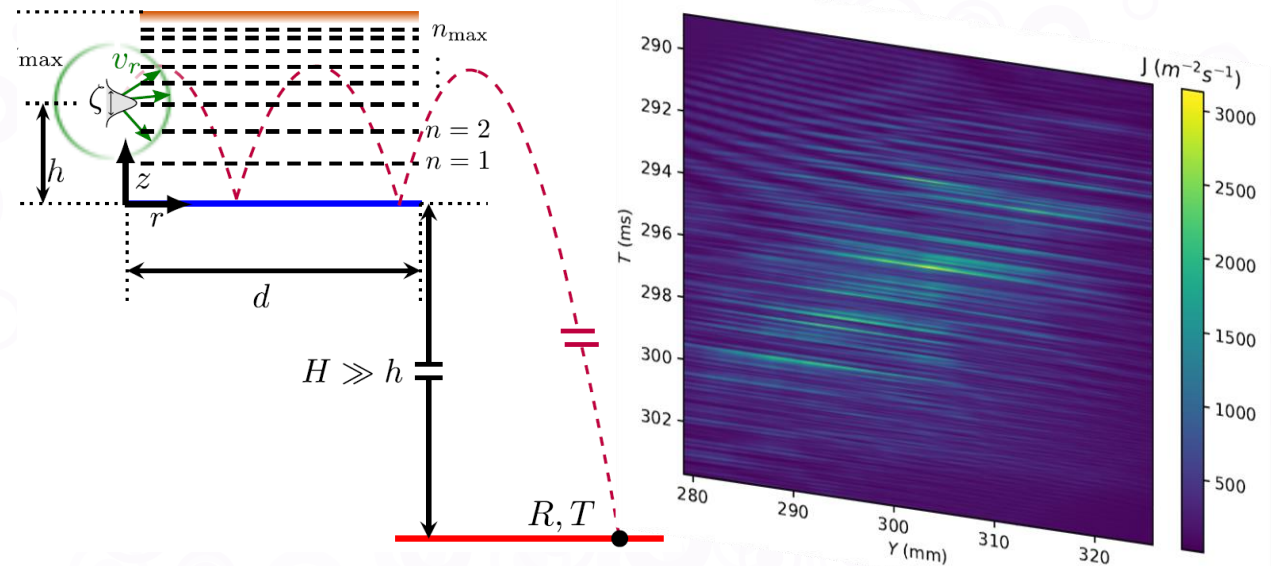 n_max
max
v_r
ζ
n = 2
n = 1
h
z
r
d
H ≫ h
R, T
J (m⁻²s⁻¹)
3000
2500
2000
1500
1000
500
T (ms)
290
292
294
296
298
300
302
280
290
300
310
320
Y (mm)